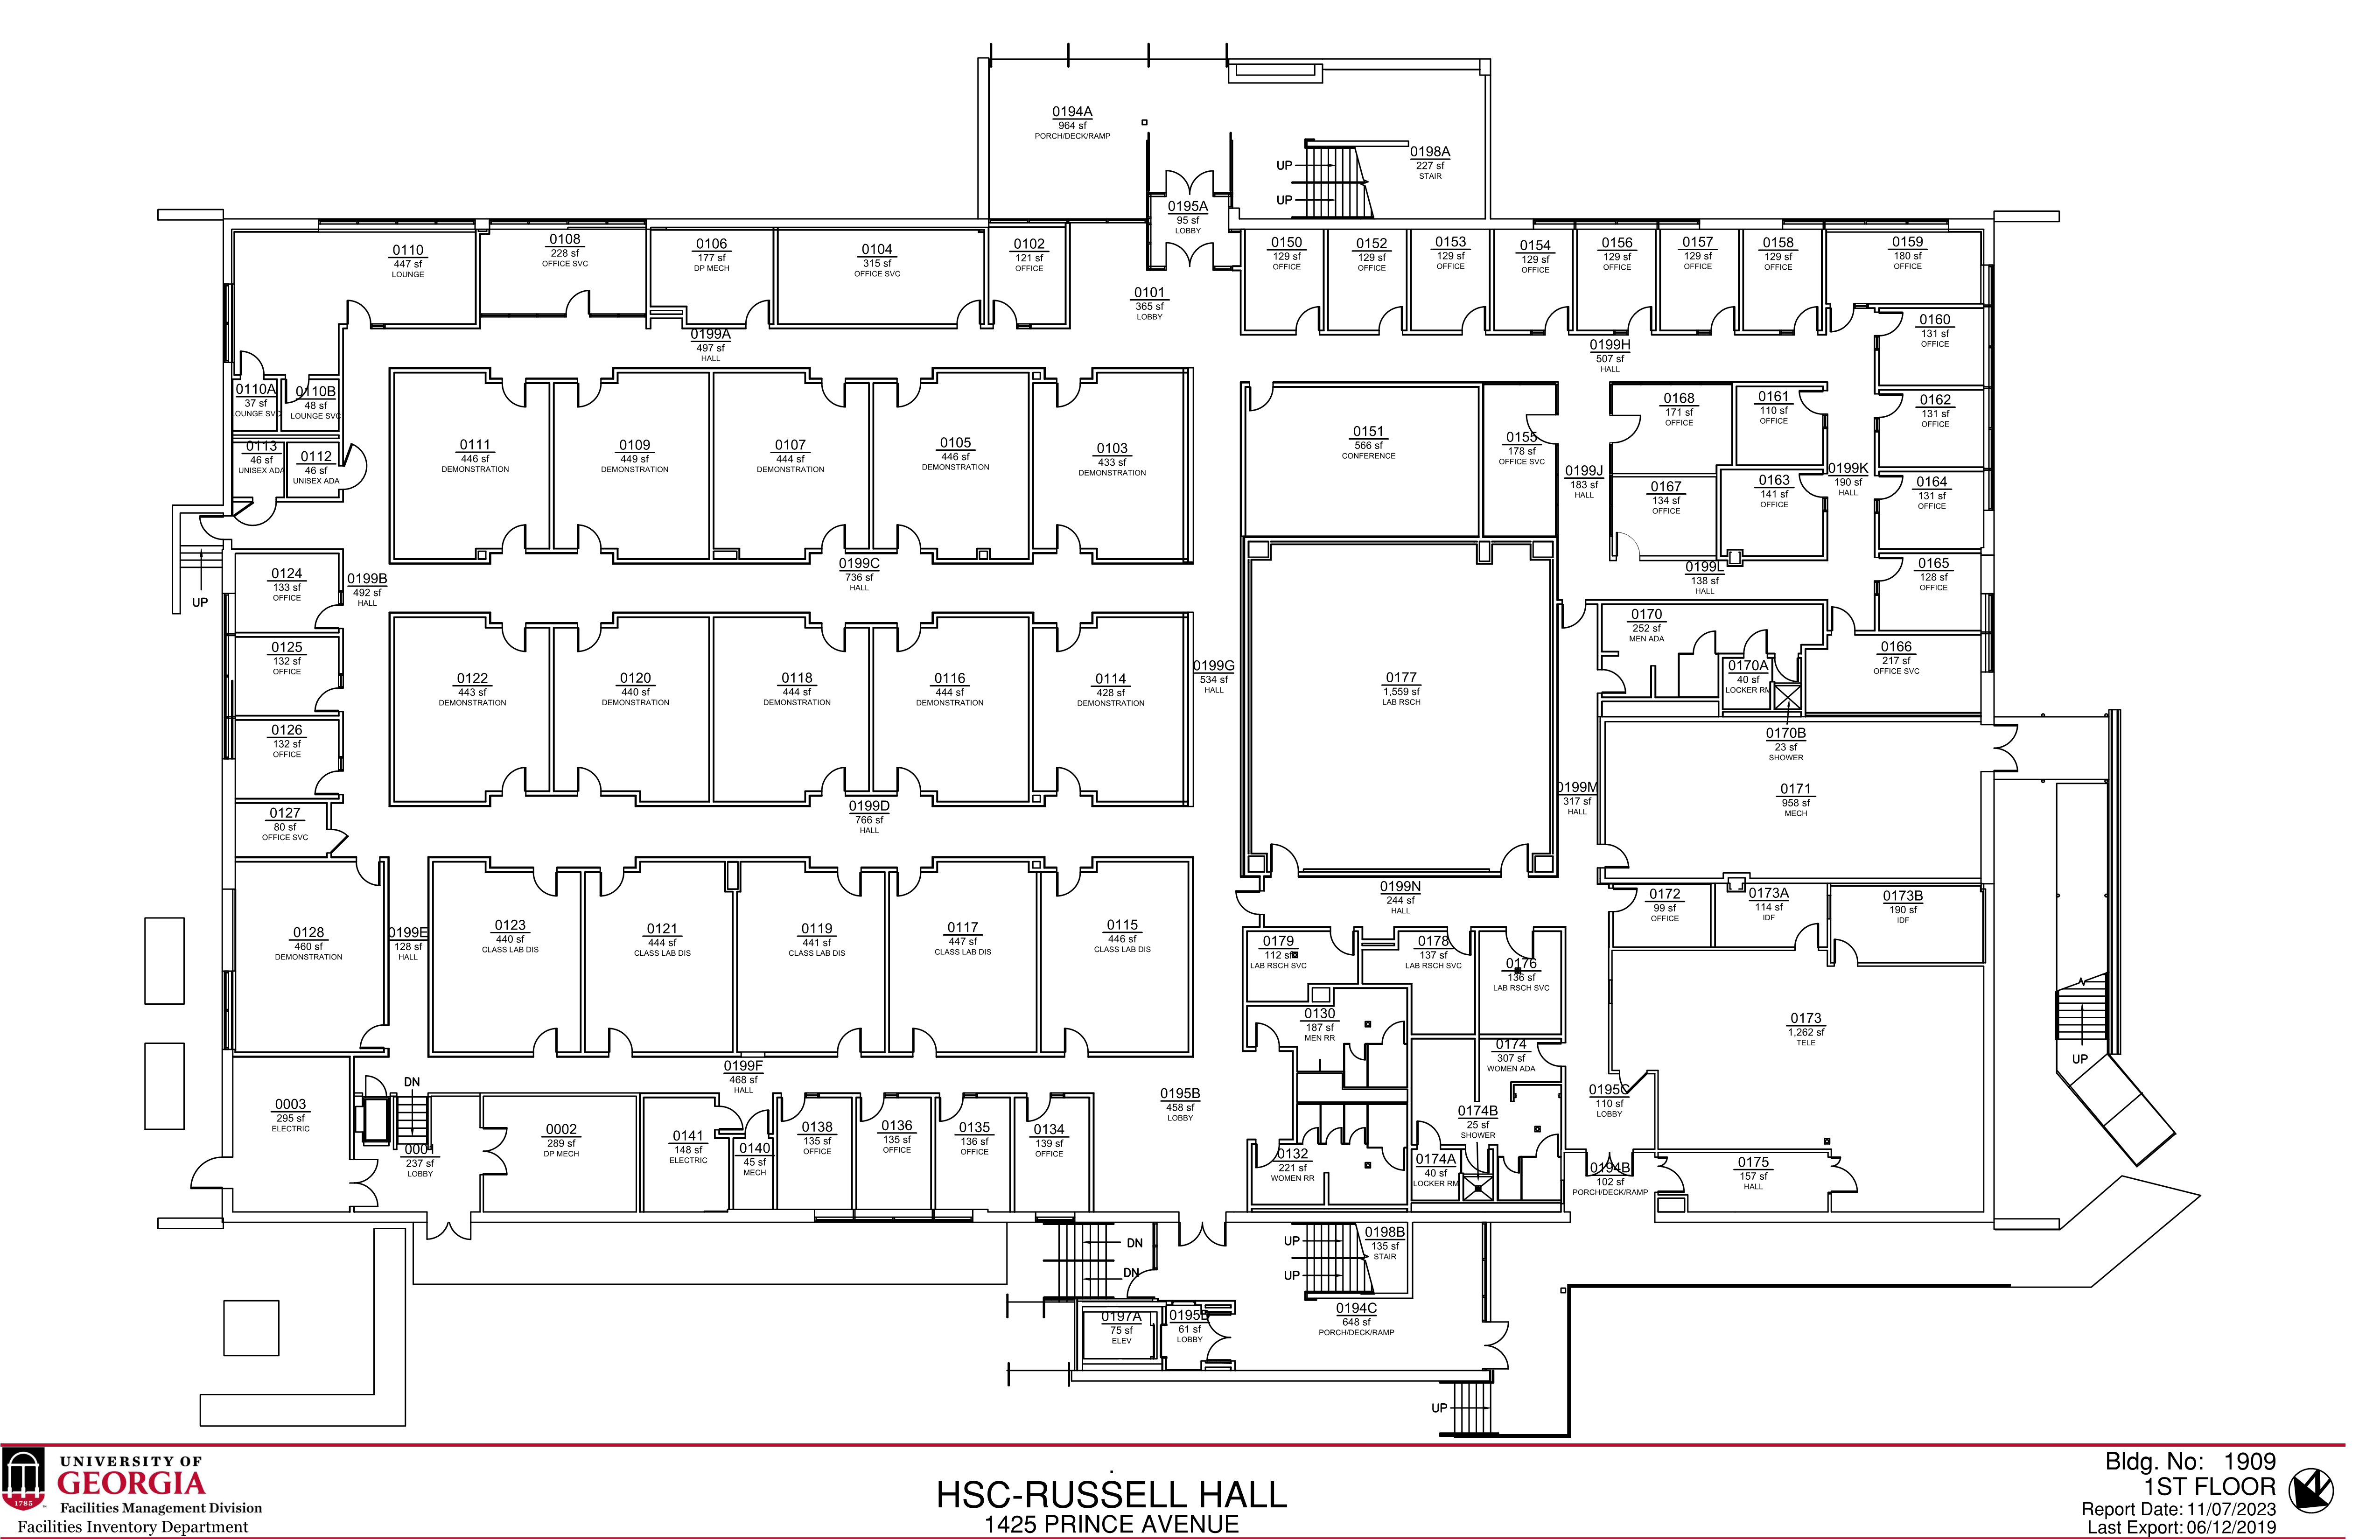 0194A
964 sf
PORCH/DECK/RAMP
UP
UP
0198A
227 sf
STAIR
0195A
95 sf
LOBBY
0110
447 sf
LOUNGE
0108
228 sf
OFFICE SVC
0106
177 sf
DP MECH
0104
315 sf
OFFICE SVC
0102
121 sf
OFFICE
0101
365 sf
LOBBY
0150
129 sf
OFFICE
0152
129 sf
OFFICE
0153
129 sf
OFFICE
0154
129 sf
OFFICE
0156
129 sf
OFFICE
0157
129 sf
OFFICE
0158
129 sf
OFFICE
0159
180 sf
OFFICE
0160
131 sf
OFFICE
0199A
497 sf
HALL
0199H
507 sf
HALL
0110A
37 sf
LOUNGE SVC
0110B
48 sf
LOUNGE SVC
0113
46 sf
UNISEX ADA
0112
46 sf
UNISEX ADA
0111
446 sf
DEMONSTRATION
0109
449 sf
DEMONSTRATION
0107
444 sf
DEMONSTRATION
0105
446 sf
DEMONSTRATION
0103
433 sf
DEMONSTRATION
0151
566 sf
CONFERENCE
0155
178 sf
OFFICE SVC
0168
171 sf
OFFICE
0161
110 sf
OFFICE
0162
131 sf
OFFICE
0199J
183 sf
HALL
0167
134 sf
OFFICE
0163
141 sf
OFFICE
0199K
190 sf
HALL
0164
131 sf
OFFICE
UP
0124
133 sf
OFFICE
0199B
492 sf
HALL
0199C
736 sf
HALL
0199L
138 sf
HALL
0165
128 sf
OFFICE
0125
132 sf
OFFICE
0122
443 sf
DEMONSTRATION
0120
440 sf
DEMONSTRATION
0118
444 sf
DEMONSTRATION
0116
444 sf
DEMONSTRATION
0114
428 sf
DEMONSTRATION
0199G
534 sf
HALL
0177
1,559 sf
LAB RSCH
0170
252 sf
MEN ADA
0170A
40 sf
LOCKER RM
0166
217 sf
OFFICE SVC
0126
132 sf
OFFICE
0170B
23 sf
SHOWER
0127
80 sf
OFFICE SVC
0199D
766 sf
HALL
0199M
317 sf
HALL
0171
958 sf
MECH
0128
460 sf
DEMONSTRATION
0199E
128 sf
HALL
0123
440 sf
CLASS LAB DIS
0121
444 sf
CLASS LAB DIS
0119
441 sf
CLASS LAB DIS
0117
447 sf
CLASS LAB DIS
0115
446 sf
CLASS LAB DIS
0199N
244 sf
HALL
0172
99 sf
OFFICE
0173A
114 sf
IDF
0173B
190 sf
IDF
0179
112 sf
LAB RSCH SVC
0178
137 sf
LAB RSCH SVC
0176
136 sf
LAB RSCH SVC
0130
187 sf
MEN RR
0174
307 sf
WOMEN ADA
0173
1,262 sf
TELE
UP
0003
295 sf
ELECTRIC
DN
0001
237 sf
LOBBY
0002
289 sf
DP MECH
0199F
468 sf
HALL
0141
148 sf
ELECTRIC
0140
45 sf
MECH
0138
135 sf
OFFICE
0136
135 sf
OFFICE
0135
136 sf
OFFICE
0134
139 sf
OFFICE
0195B
458 sf
LOBBY
0132
221 sf
WOMEN RR
0174B
25 sf
SHOWER
0174A
40 sf
LOCKER RM
0195C
110 sf
LOBBY
0194B
102 sf
PORCH/DECK/RAMP
0175
157 sf
HALL
DN
DN
UP
UP
0198B
135 sf
STAIR
0197A
75 sf
ELEV
61 sf
LOBBY
0194C
648 sf
PORCH/DECK/RAMP
UP
1785
UNIVERSITY OF
GEORGIA
Facilities Management Division
Facilities Inventory Department
HSC-RUSSELL HALL
1425 PRINCE AVENUE
Bldg. No: 1909
1ST FLOOR
Report Date: 11/07/2023
Last Export: 06/12/2019